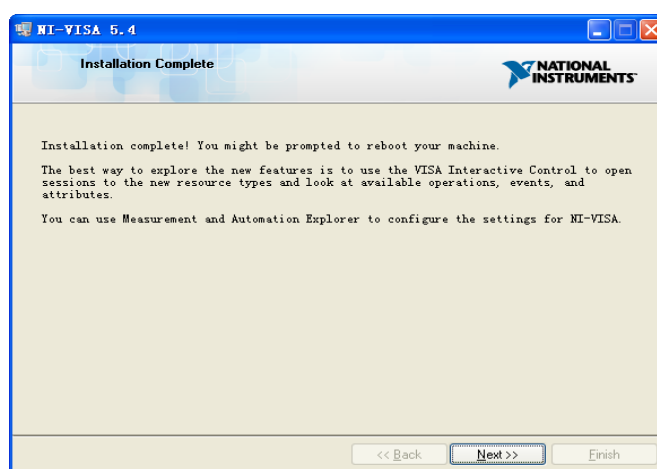 NI-VISA 5.4
Installation Complete
NATIONAL
INSTRUMENTS
Installation complete! You might be prompted to reboot your machine.
The best way to explore the new features is to use the VISA Interactive Control to open
sessions to the new resource types and look at available operations, events, and
attributes.
You can use Measurement and Automation Explorer to configure the settings for NI-VISA.
<< Back
Next >>
Finish